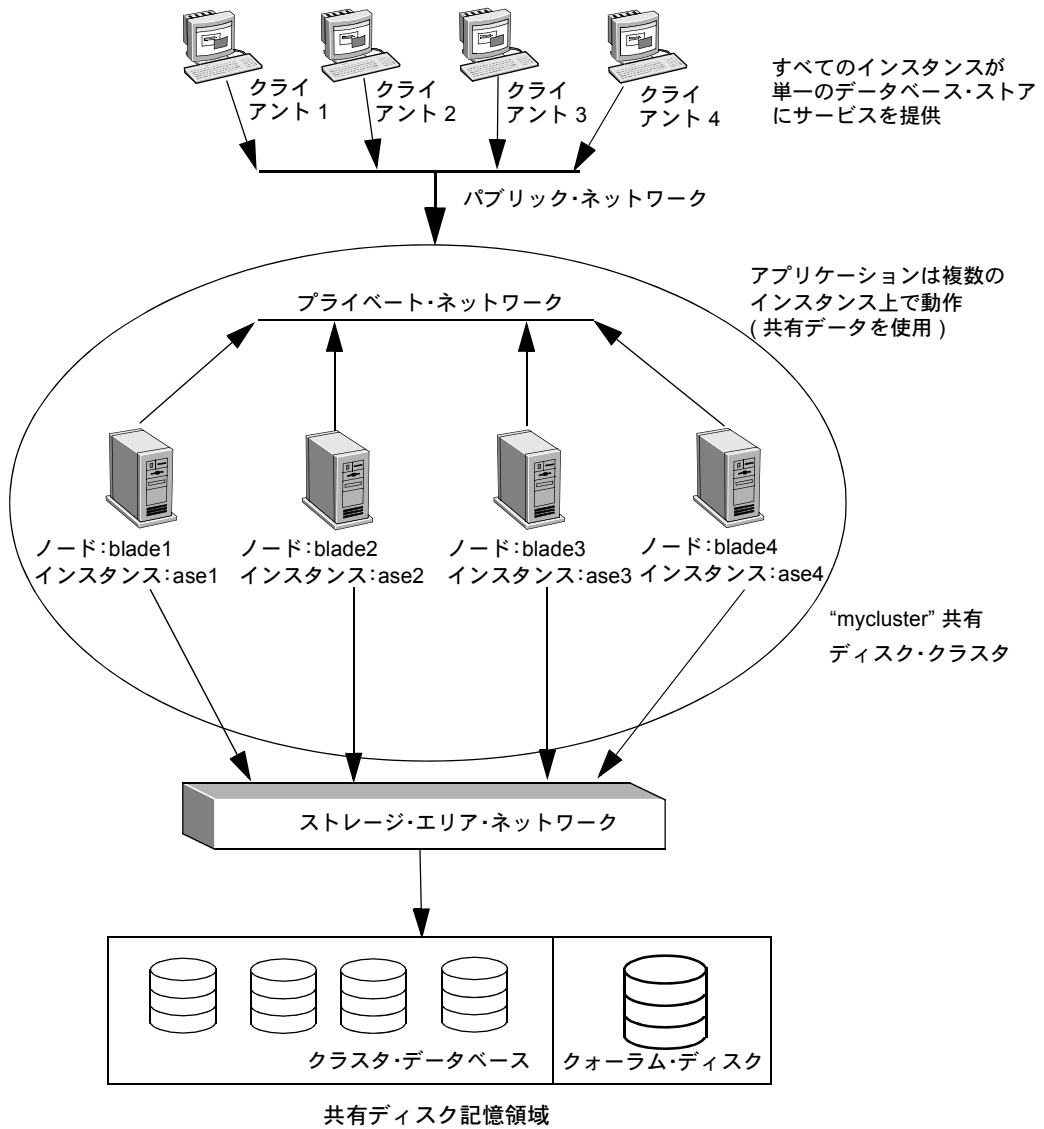 クライ
アント 1
クライ
アント 2
クライ
アント 3
クライ
アント 4
すべてのインスタンスが
単一のデータベース・ストア
にサービスを提供
パブリック・ネットワーク
アプリケーションは複数の
インスタンス上で動作
( 共有データを使用 )
プライベート・ネットワーク
ノード:blade1
インスタンス:ase1
ノード:blade2
インスタンス:ase2
ノード:blade3
インスタンス:ase3
ノード:blade4
インスタンス:ase4
“mycluster” 共有
ディスク・クラスタ
ストレージ・エリア・ネットワーク
クラスタ・データベース
クォーラム・ディスク
共有ディスク記憶領域